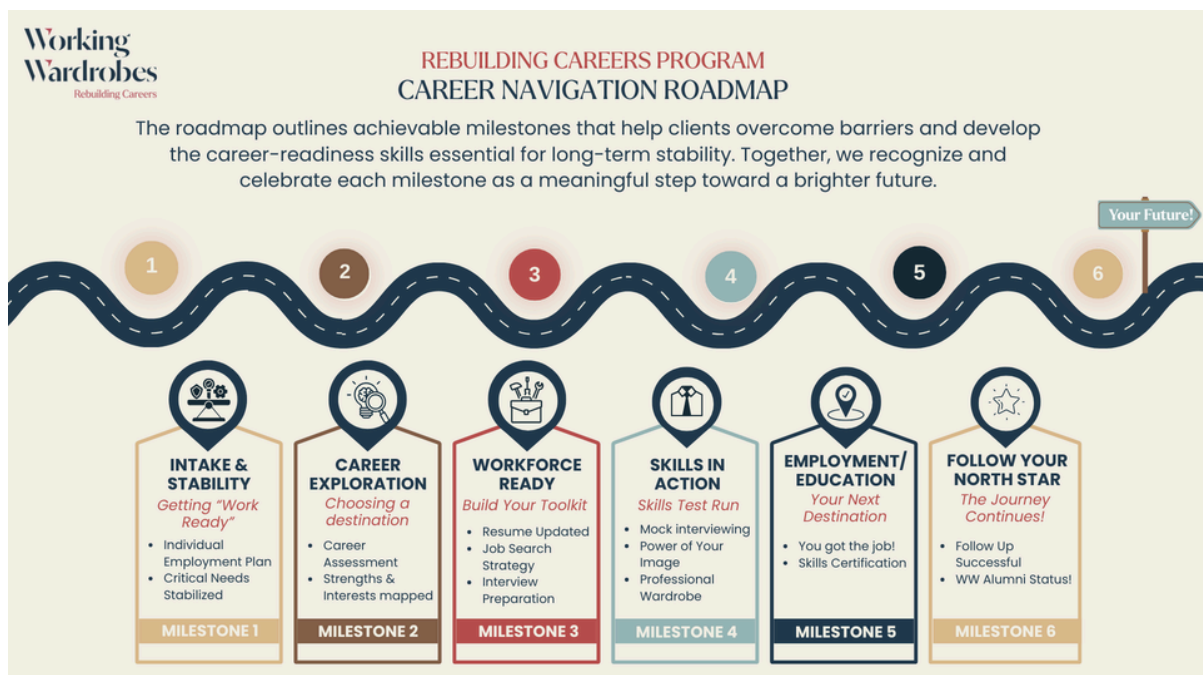 Working
Wardrobes
Rebuilding Careers
REBUILDING CAREERS PROGRAM
CAREER NAVIGATION ROADMAP
The roadmap outlines achievable milestones that help clients overcome barriers and develop
the career-readiness skills essential for long-term stability. Together, we recognize and
celebrate each milestone as a meaningful step toward a brighter future.
Your Future!
1
2
3
4
5
6
INTAKE &
STABILITY
Getting "Work
Ready"
• Individual
Employment Plan
• Critical Needs
Stabilized
MILESTONE 1
CAREER
EXPLORATION
Choosing a
destination
• Career
Assessment
• Strengths &
Interests mapped
MILESTONE 2
WORKFORCE
READY
Build Your Toolkit
• Resume Updated
• Job Search
Strategy
• Interview
Preparation
MILESTONE 3
SKILLS IN
ACTION
Skills Test Run
• Mock interviewing
• Power of Your
Image
• Professional
Wardrobe
MILESTONE 4
EMPLOYMENT/
EDUCATION
Your Next
Destination
• You got the job!
• Skills Certification
MILESTONE 5
FOLLOW YOUR
NORTH STAR
The Journey
Continues!
• Follow Up
Successful
• WW Alumni Status!
MILESTONE 6